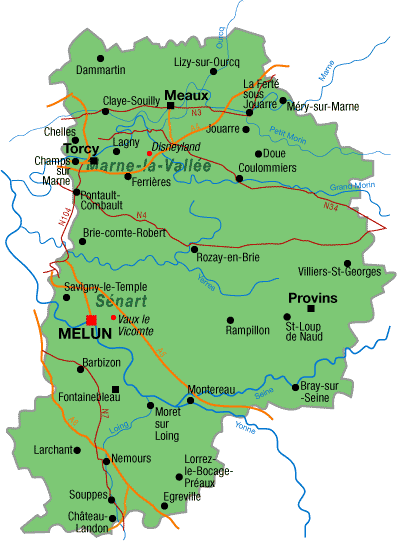 Ourcq
Lizy-sur-Ourcq
Dammartin
Marne
La Ferté
sous
Jouarre
Meaux
Claye-Souilly
Méry-sur-Marne
N3
A4
Chelles
Jouarre
Petit Morin
Torcy
Lagny
Disneyland
Doue
Champs
sur
Marne
Marne-la-Vallée
Coulommiers
Ferrières
Grand Morin
Pontault-
Combault
N34
N104
N4
Brie-comte-Robert
Rozay-en-Brie
Villiers-St-Georges
Yerres
Savigny-le-Temple
Sénart
Provins
Vaux le
Vicomte
Rampillon
St-Loup
de Naud
MELUN
A5
Barbizon
Fontainebleau
Montereau
Seine
Bray-sur
-Seine
N7
Moret
sur
Loing
A6
Loing
Yonne
Larchant
Nemours
Lorrez-
le-Bocage-
Préaux
Souppes
Egreville
Château-
Landon